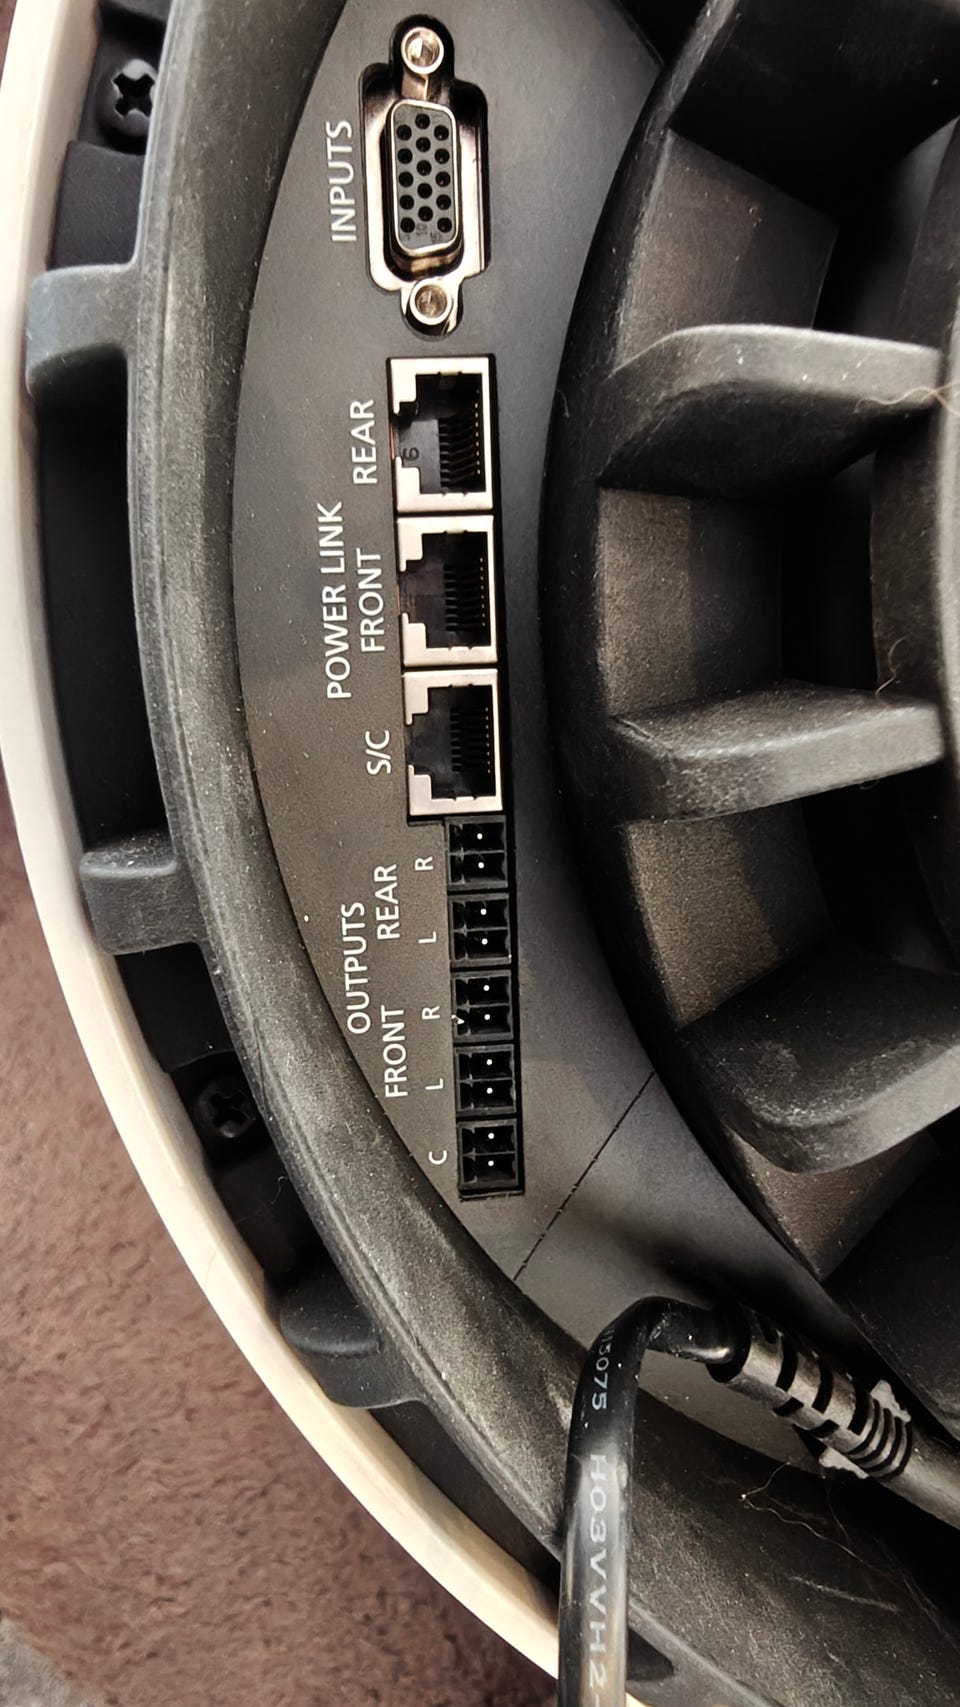 INPUTS
POWER LINK
REAR
FRONT
S/C
OUTPUTS
REAR
FRONT
R
L
R
L
C
H03VVH2-